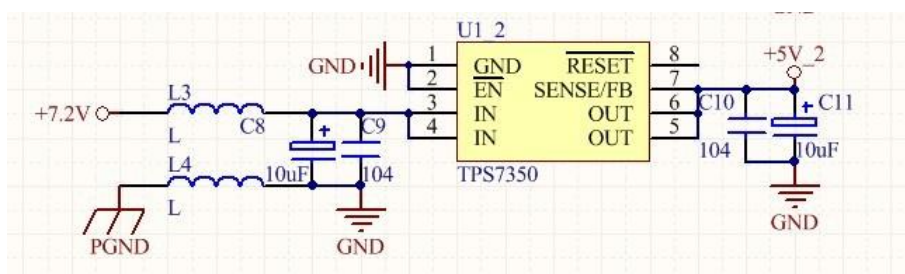 U1_2
+5V_2
GND
1
GND
RESET
8
2
EN
SENSE/FB
7
+7.2V
L3
C8
C9
3
IN
OUT
6
C10
C11
L
4
IN
OUT
5
L4
10uF
104
TPS7350
104
10uF
L
PGND
GND
GND